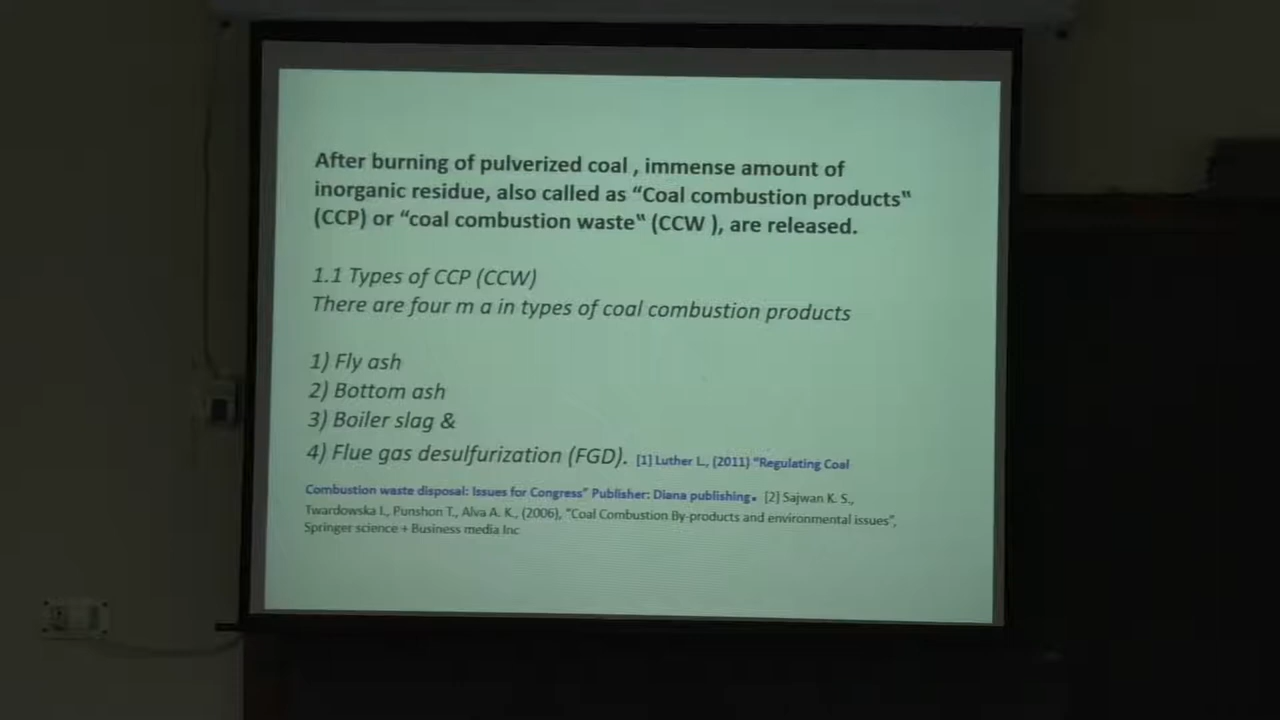 After burning of pulverized coal , immense amount of
inorganic residue, also called as “Coal combustion products"
(CCP) or “coal combustion waste" (CCW ), are released.
1.1 Types of CCP (CCW)
There are four m a in types of coal combustion products
1) Fly ash
2) Bottom ash
3) Boiler slag &
4) Flue gas desulfurization (FGD). [1] Luther L., (2011) “Regulating Coal
Combustion waste disposal: Issues for Congress” Publisher: Diana publishing. [2] Sajwan K. S.,
Twardowska I., Punshon T., Alva A. K., (2006), “Coal Combustion By-products and environmental issues”,
Springer science + Business media Inc